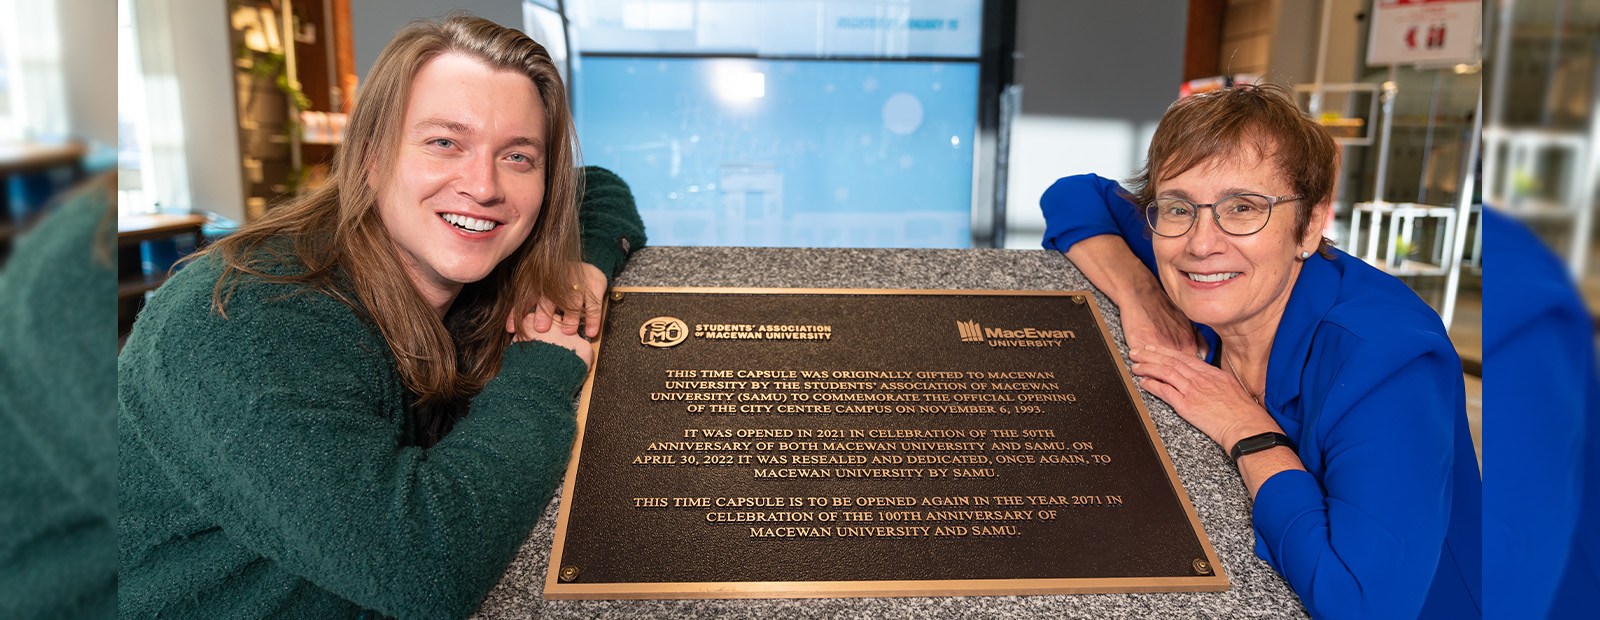 SAMU
STUDENTS' ASSOCIATION
OF MACEWAN UNIVERSITY
MacEwan
UNIVERSITY
THIS TIME CAPSULE WAS ORIGINALLY GIFTED TO MACEWAN
UNIVERSITY BY THE STUDENTS' ASSOCIATION OF MACEWAN
UNIVERSITY (SAMU) TO COMMEMORATE THE OFFICIAL OPENING
OF THE CITY CENTRE CAMPUS ON NOVEMBER 6, 1993.
IT WAS OPENED IN 2021 IN CELEBRATION OF THE 50TH
ANNIVERSARY OF BOTH MACEWAN UNIVERSITY AND SAMU. ON
APRIL 30, 2022 IT WAS RESEALED AND DEDICATED, ONCE AGAIN, TO
MACEWAN UNIVERSITY BY SAMU.
THIS TIME CAPSULE IS TO BE OPENED AGAIN IN THE YEAR 2071 IN
CELEBRATION OF THE 100TH ANNIVERSARY OF
MACEWAN UNIVERSITY AND SAMU.